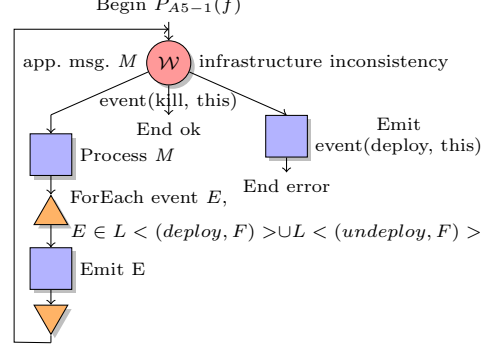 Begin P_{A5−1}(f)
app. msg. M
𝒲
infrastructure inconsistency
event(kill, this)
End ok
Emit
event(deploy, this)
Process M
End error
ForEach event E,
E ∈ L < (deploy, F) >∪L < (undeploy, F) >
Emit E